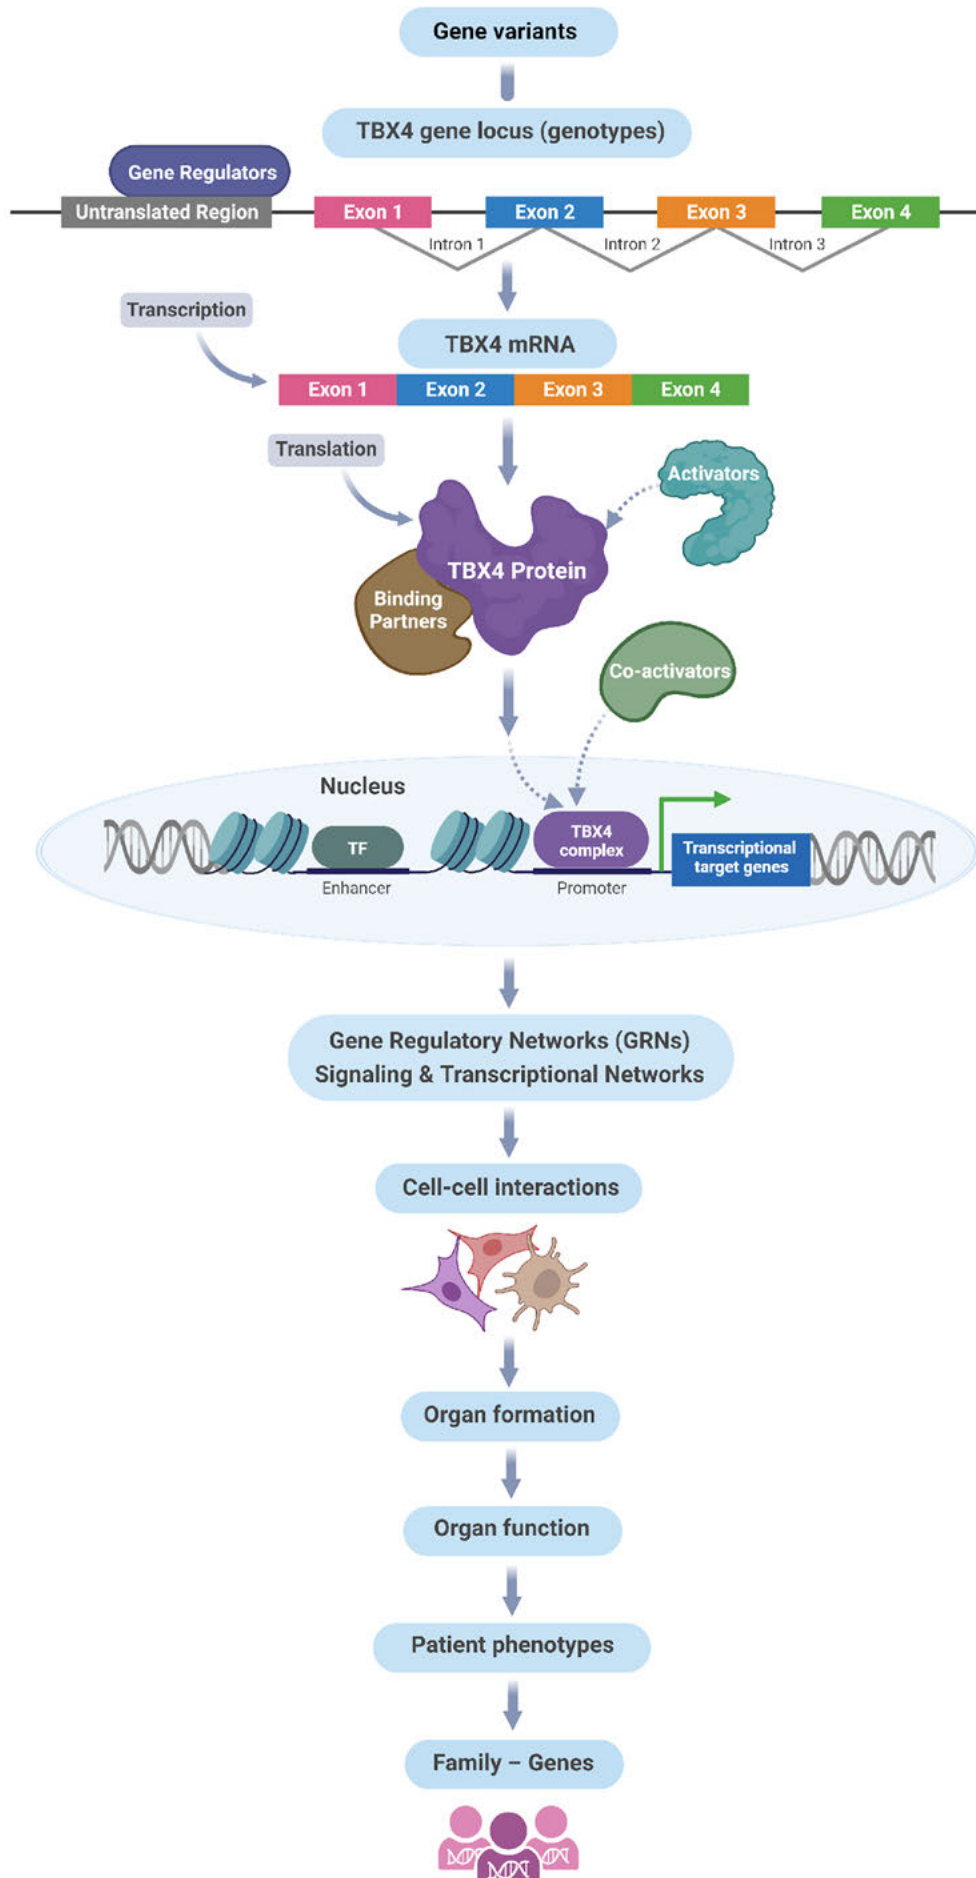 Gene variants
TBX4 gene locus (genotypes)
Gene Regulators
Untranslated Region
Exon 1
Exon 2
Exon 3
Exon 4
Intron 1
Intron 2
Intron 3
Transcription
TBX4 mRNA
Exon 1
Exon 2
Exon 3
Exon 4
Translation
Activators
TBX4 Protein
Binding
Partners
Co-activators
Nucleus
TF
Enhancer
TBX4
complex
Promoter
Transcriptional
target genes
Gene Regulatory Networks (GRNs)
Signaling & Transcriptional Networks
Cell-cell interactions
Organ formation
Organ function
Patient phenotypes
Family – Genes